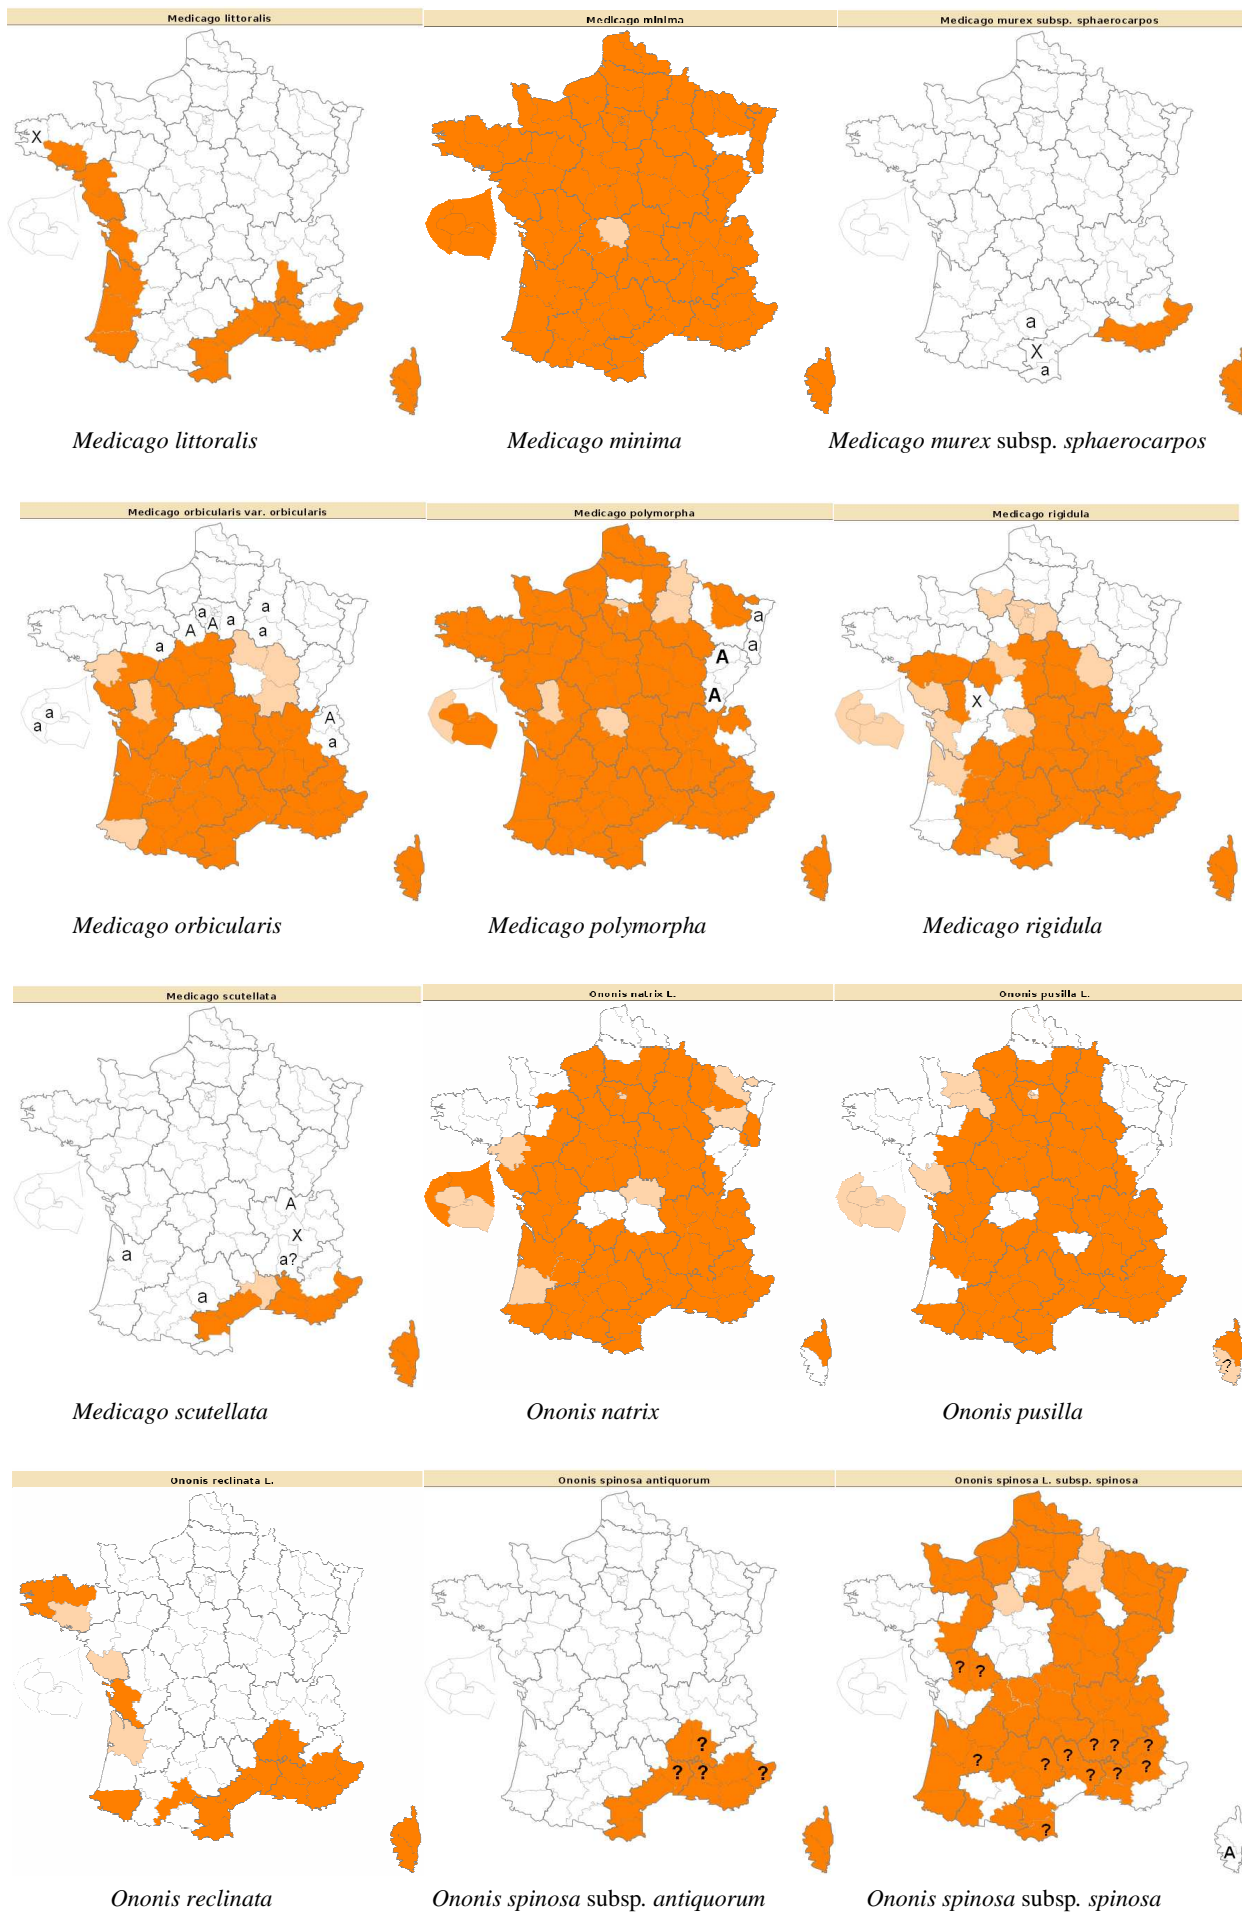 Medicago littoralis
Medicago minima
Medicago murex subsp. sphaerocarpos
X
a
X
a
Medicago littoralis
Medicago minima
Medicago murex subsp. sphaerocarpos
Medicago orbicularis var. orbicularis
Medicago polymorpha
Medicago rigidula
a
a
A
A
a
a
a
a
a
a
A
a
a
a
A
A
X
Medicago orbicularis
Medicago polymorpha
Medicago rigidula
Medicago scutellata
Ononis natrix L.
Ononis pusilla L.
A
X
a
a?
a
?
Medicago scutellata
Ononis natrix
Ononis pusilla
Ononis reclinata L.
Ononis spinosa antiquorum
Ononis spinosa L. subsp. spinosa
?
? ? ?
? ?
? ? ?
? ? ? ?
? ?
?
A
Ononis reclinata
Ononis spinosa subsp. antiquorum
Ononis spinosa subsp. spinosa